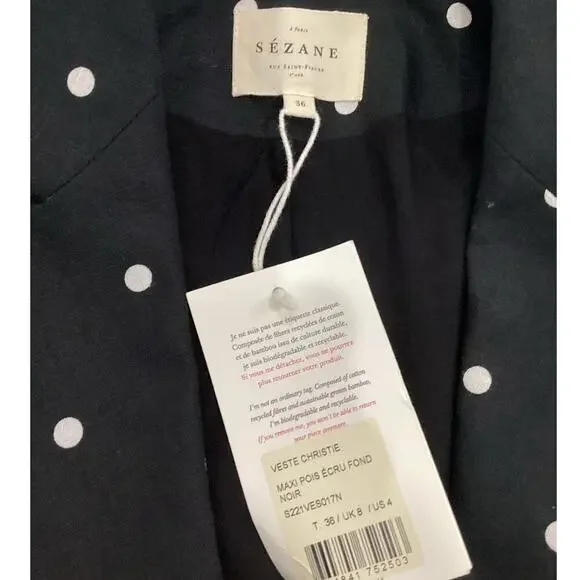 À PARIS
SÉZANE
RUE SAINT-FIACRE
36
Je ne suis pas une étiquette classique.
Composée de fibres recyclées de coton
et de bambou issu de culture durable,
je suis biodégradable et recyclable.
Si vous me détachez, vous ne pourrez
plus retourner votre produit.
I'm not an ordinary tag. Composed of cotton
recycled fibres and sustainable grown bamboo,
I'm biodegradable and recyclable.
If you remove me, you won't be able to return
your piece anymore.
VESTE CHRISTIE
MAXI POIS ÉCRU FOND
NOIR
S221VES017N
T. 36 / UK 8 / US 4
841 752503